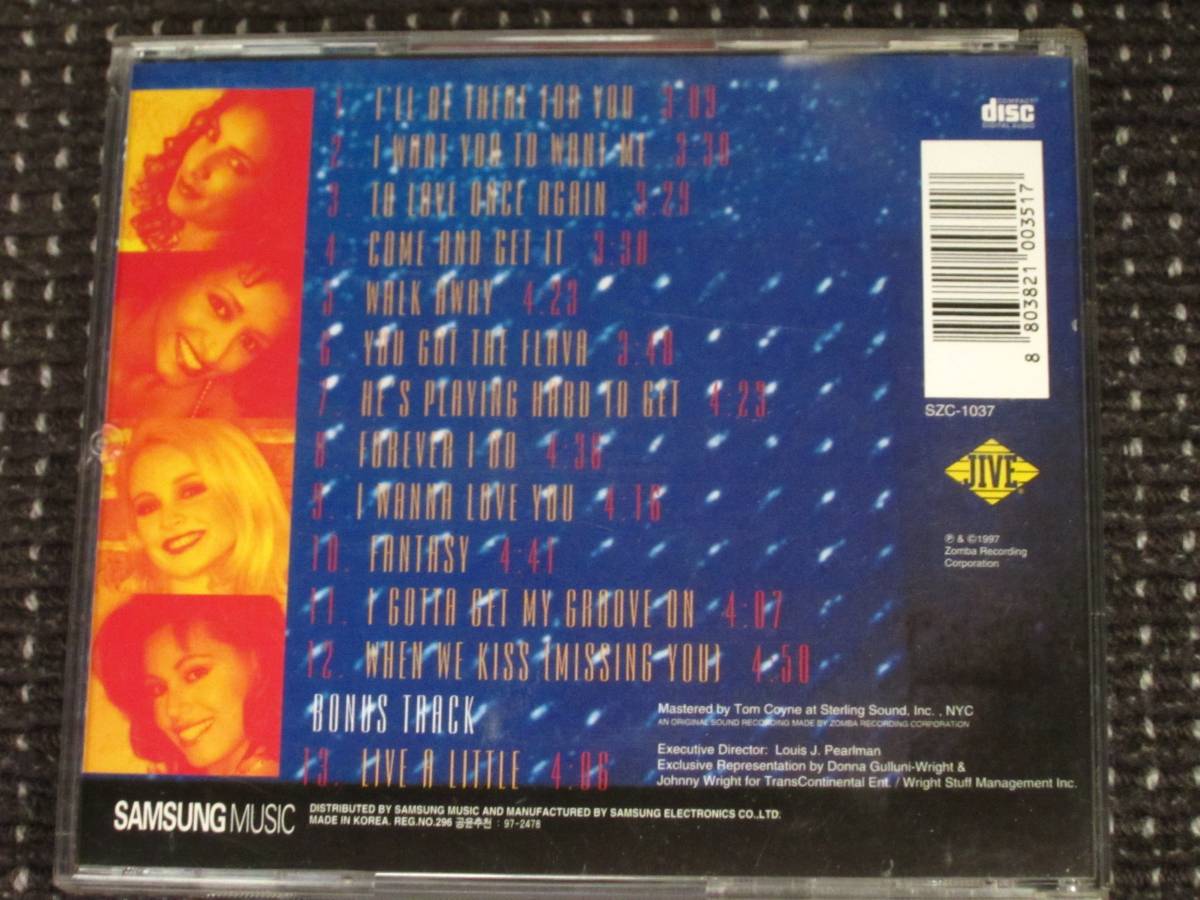 1. I'LL BE THERE FOR YOU 3:09
2. I WANT YOU TO WANT ME 3:30
3. TO LOVE ONCE AGAIN 3:29
4. COME AND GET IT 3:30
5. WALK AWAY 4:23
6. YOU GOT THE FLAVA 3:48
7. HE'S PLAYING HARD TO GET 4:23
8. FOREVER I DO 4:36
9. I WANNA LOVE YOU 4:16
10. FANTASY 4:41
11. I GOTTA GET MY GROOVE ON 4:07
12. WHEN WE KISS (MISSING YOU) 4:50
BONUS TRACK
13. LIVE A LITTLE 4:06
COMPACT
disc
DIGITAL AUDIO
8 803821 003517
SZC-1037
JIVE
℗ & ©1997
Zomba Recording
Corporation
Mastered by Tom Coyne at Sterling Sound, Inc. , NYC
AN ORIGINAL SOUND RECORDING MADE BY ZOMBA RECORDING CORPORATION
Executive Director: Louis J. Pearlman
Exclusive Representation by Donna Gulluni-Wright &
Johnny Wright for TransContinental Ent. / Wright Stuff Management Inc.
SAMSUNG MUSIC
DISTRIBUTED BY SAMSUNG MUSIC AND MANUFACTURED BY SAMSUNG ELECTRONICS CO.,LTD.
MADE IN KOREA. REG.NO.296 공윤추천 : 97-2478